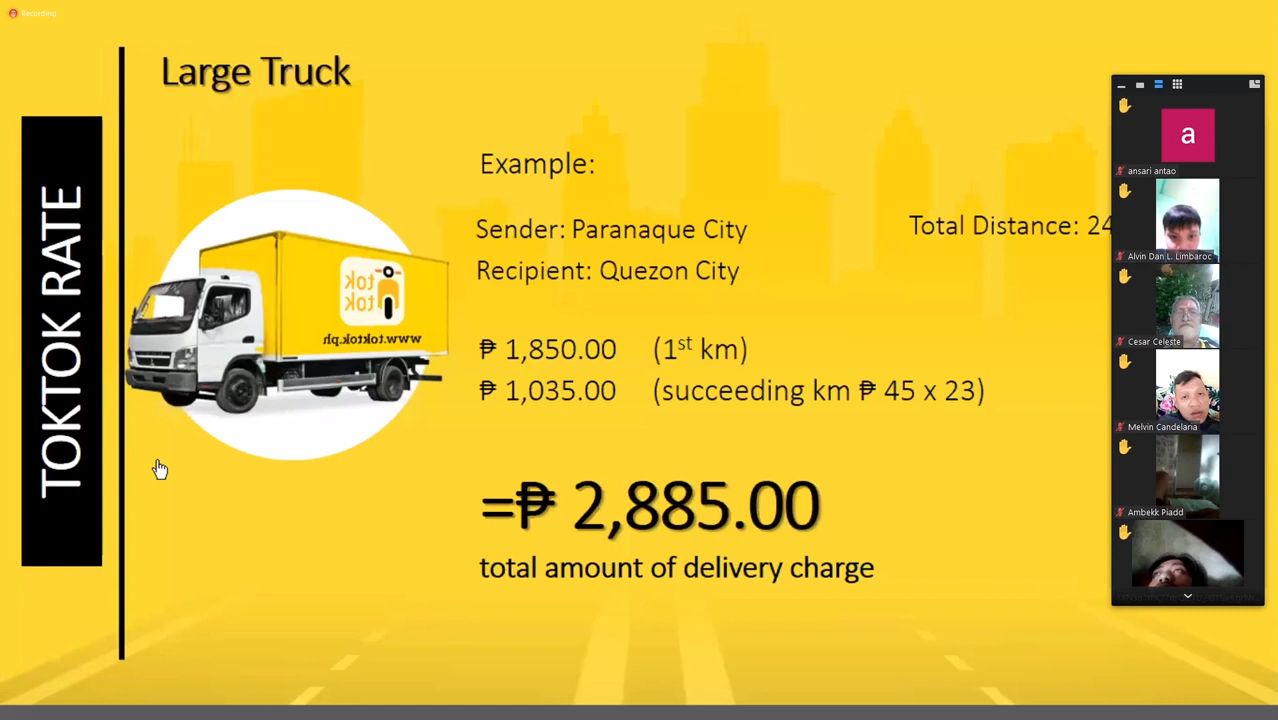 Recording
Large Truck
TOKTOK RATE
Example:
Sender: Paranaque City
Total Distance: 24
Recipient: Quezon City
₱ 1,850.00 (1st km)
₱ 1,035.00 (succeeding km ₱ 45 x 23)
=₱ 2,885.00
total amount of delivery charge
tok
tok
www.toktok.ph
a
ansari antao
Alvin Dan L. Limbaroc
Cesar Celeste
Melvin Candelaria
Ambekk Piadd